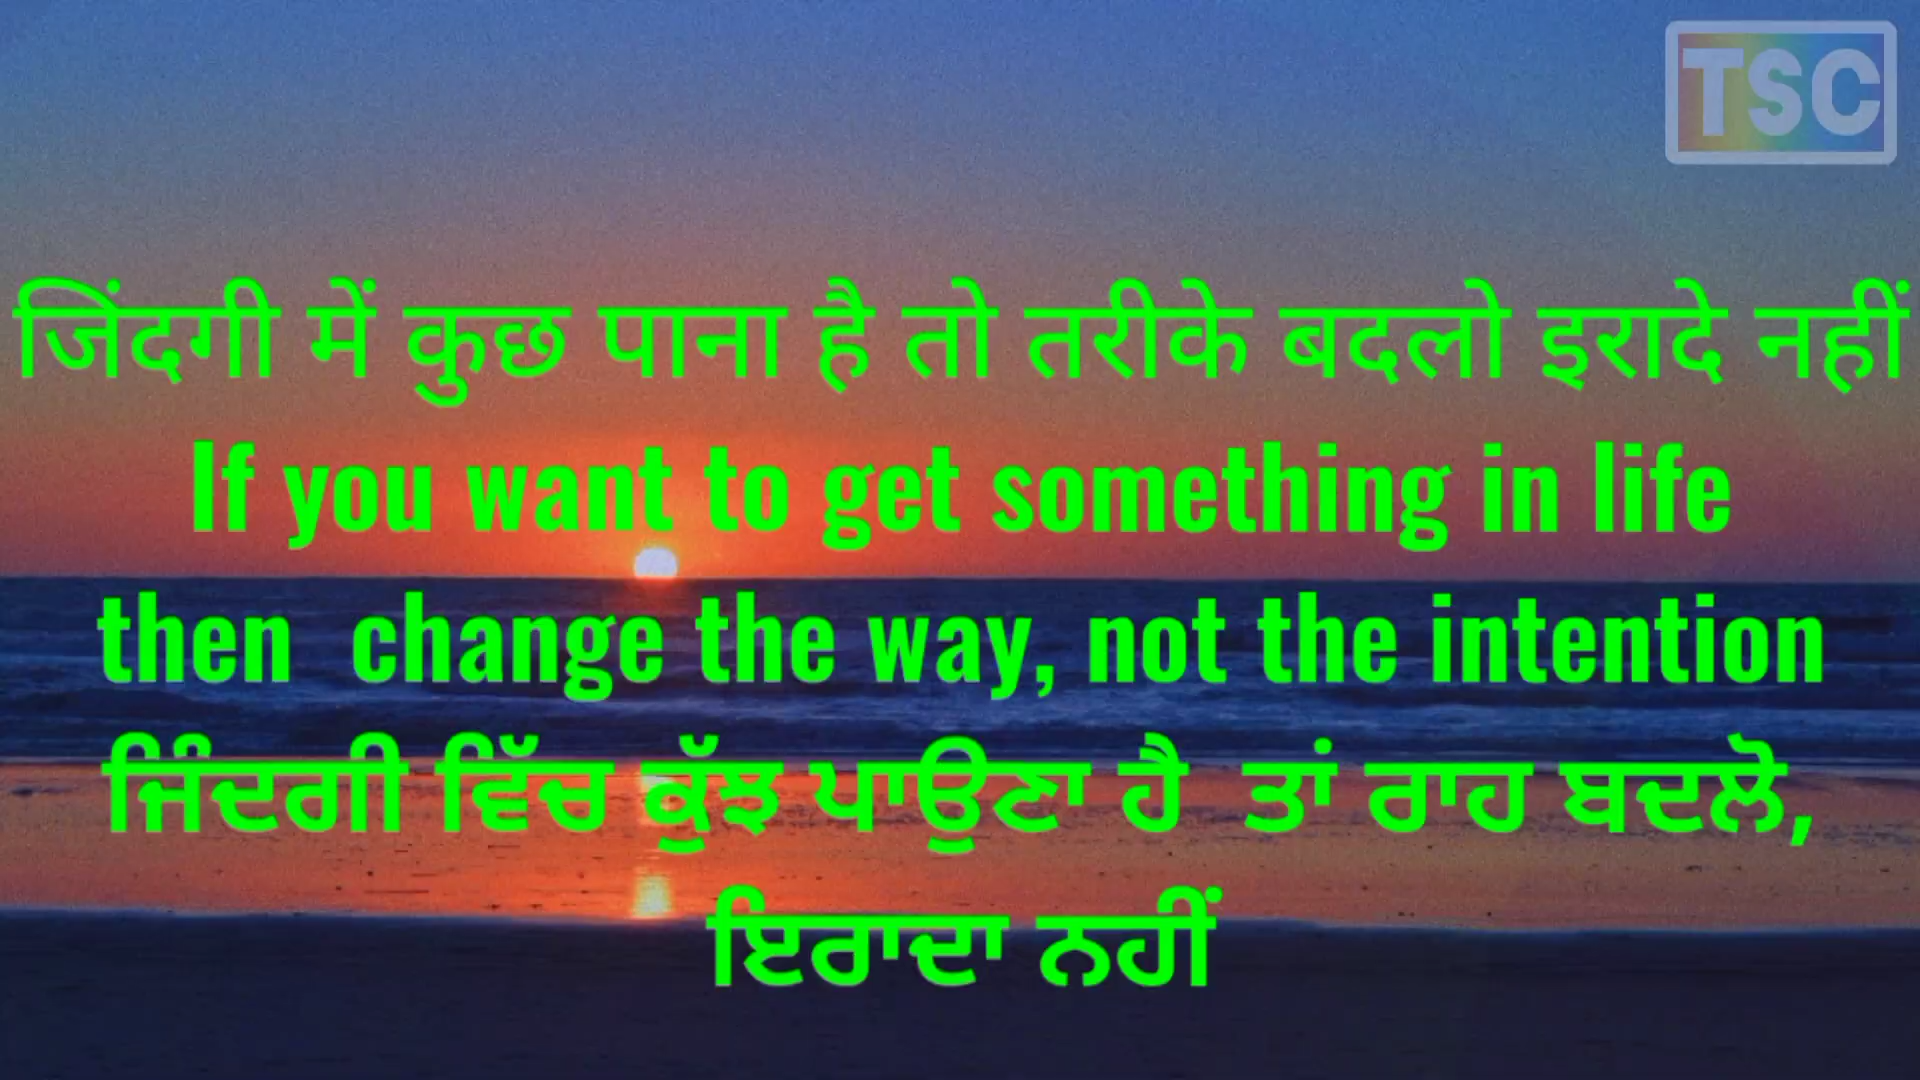 TSC
जिंदगी में कुछ पाना है तो तरीके बदलो इरादे नहीं
If you want to get something in life
then change the way, not the intention
ਜਿੰਦਗੀ ਵਿੱਚ ਕੁੱਝ ਪਾਉਣਾ ਹੈ ਤਾਂ ਰਾਹ ਬਦਲੋ,
ਇਰਾਦਾ ਨਹੀਂ